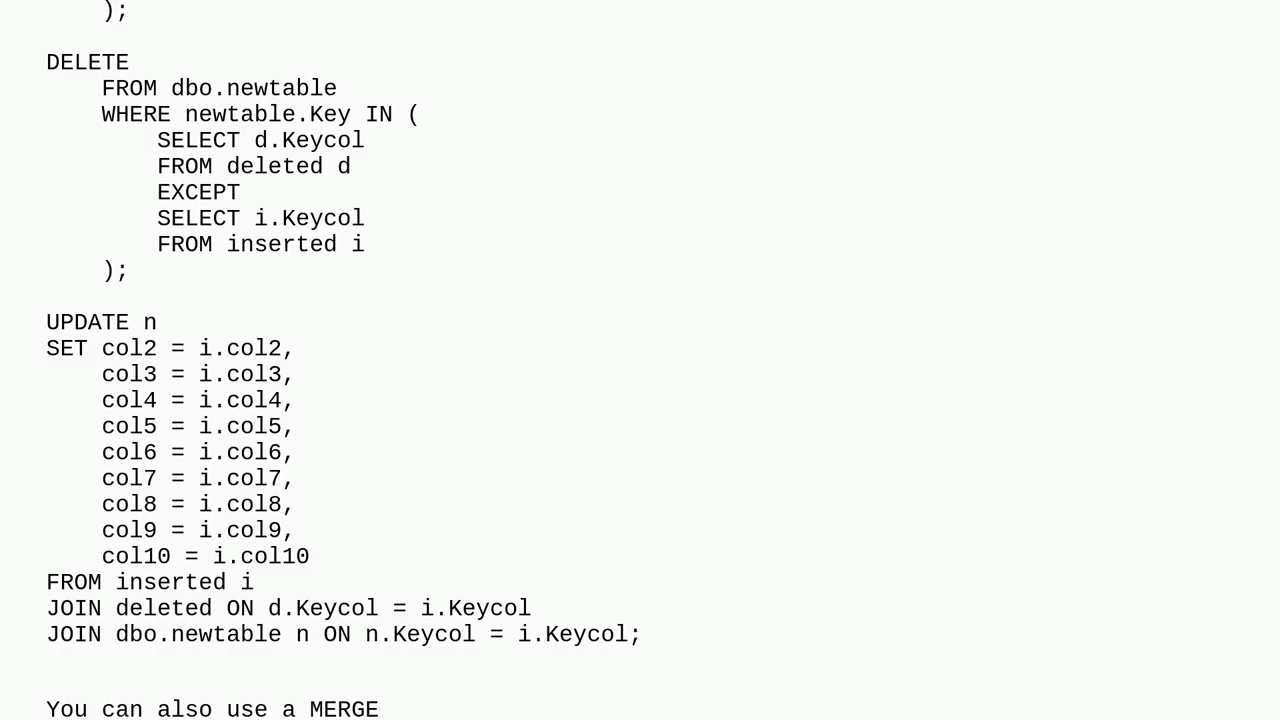 );
DELETE
FROM dbo.newtable
WHERE newtable.Key IN (
SELECT d.Keycol
FROM deleted d
EXCEPT
SELECT i.Keycol
FROM inserted i
);
UPDATE n
SET col2 = i.col2,
col3 = i.col3,
col4 = i.col4,
col5 = i.col5,
col6 = i.col6,
col7 = i.col7,
col8 = i.col8,
col9 = i.col9,
col10 = i.col10
FROM inserted i
JOIN deleted ON d.Keycol = i.Keycol
JOIN dbo.newtable n ON n.Keycol = i.Keycol;
You can also use a MERGE